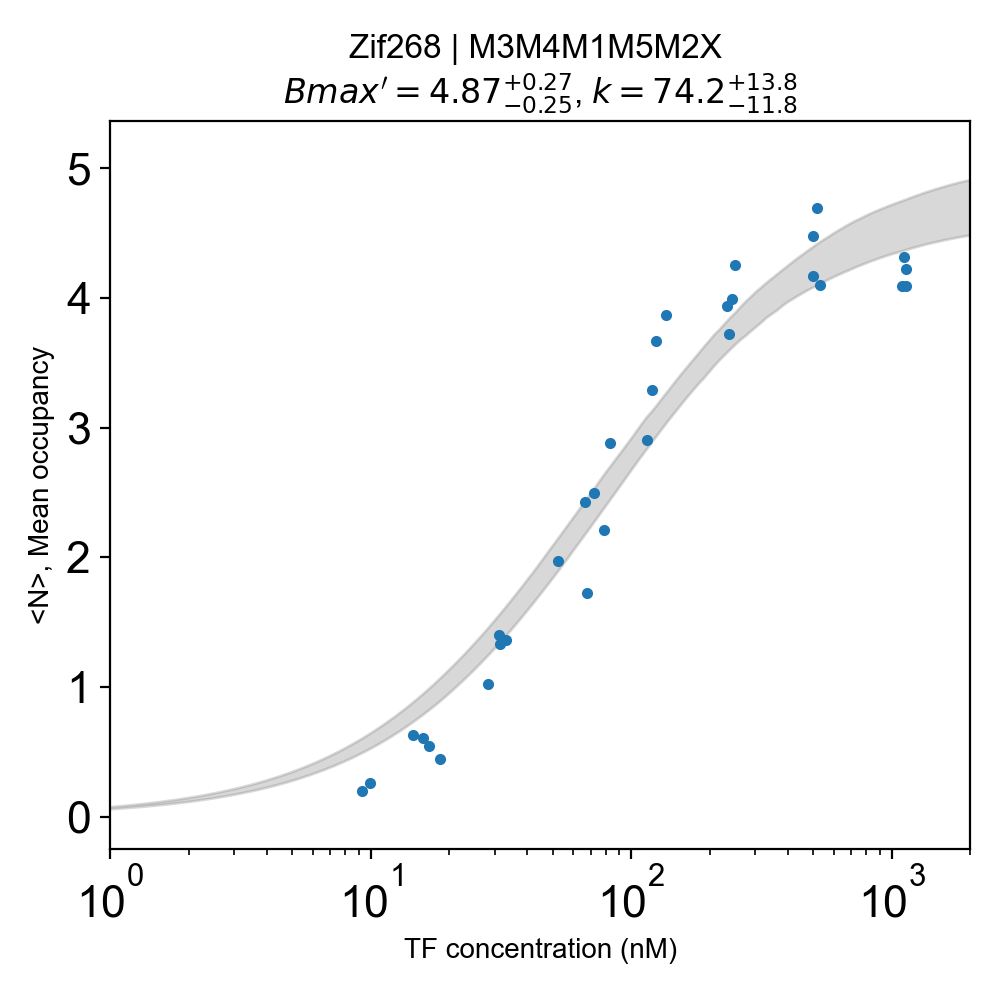 Zif268 | M3M4M1M5M2X
Bmax′ = 4.87 +0.27 −0.25, k = 74.2 +13.8 −11.8
5
4
3
2
1
0
<N>, Mean occupancy
10^0 10^1 10^2 10^3
TF concentration (nM)